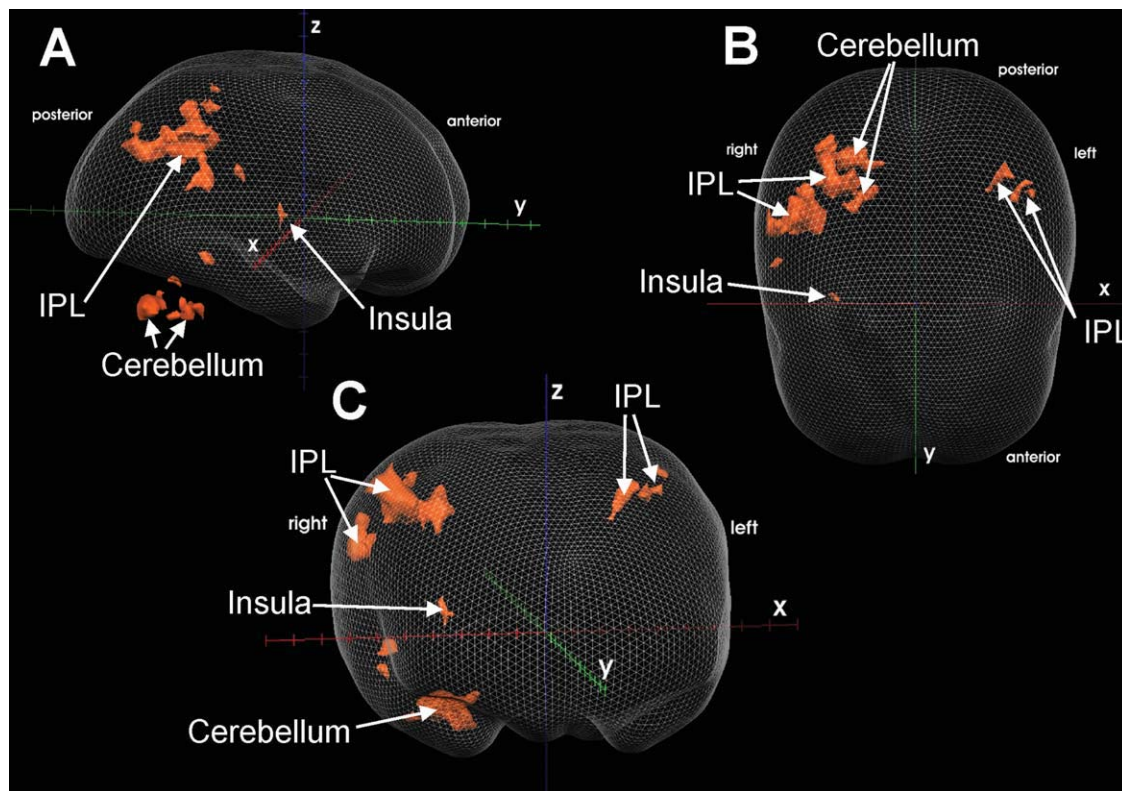 A
z
posterior
anterior
y
x
IPL
Insula
Cerebellum
B
Cerebellum
posterior
right
left
IPL
Insula
x
IPL
y
anterior
C
z
IPL
IPL
right
left
Insula
x
y
Cerebellum